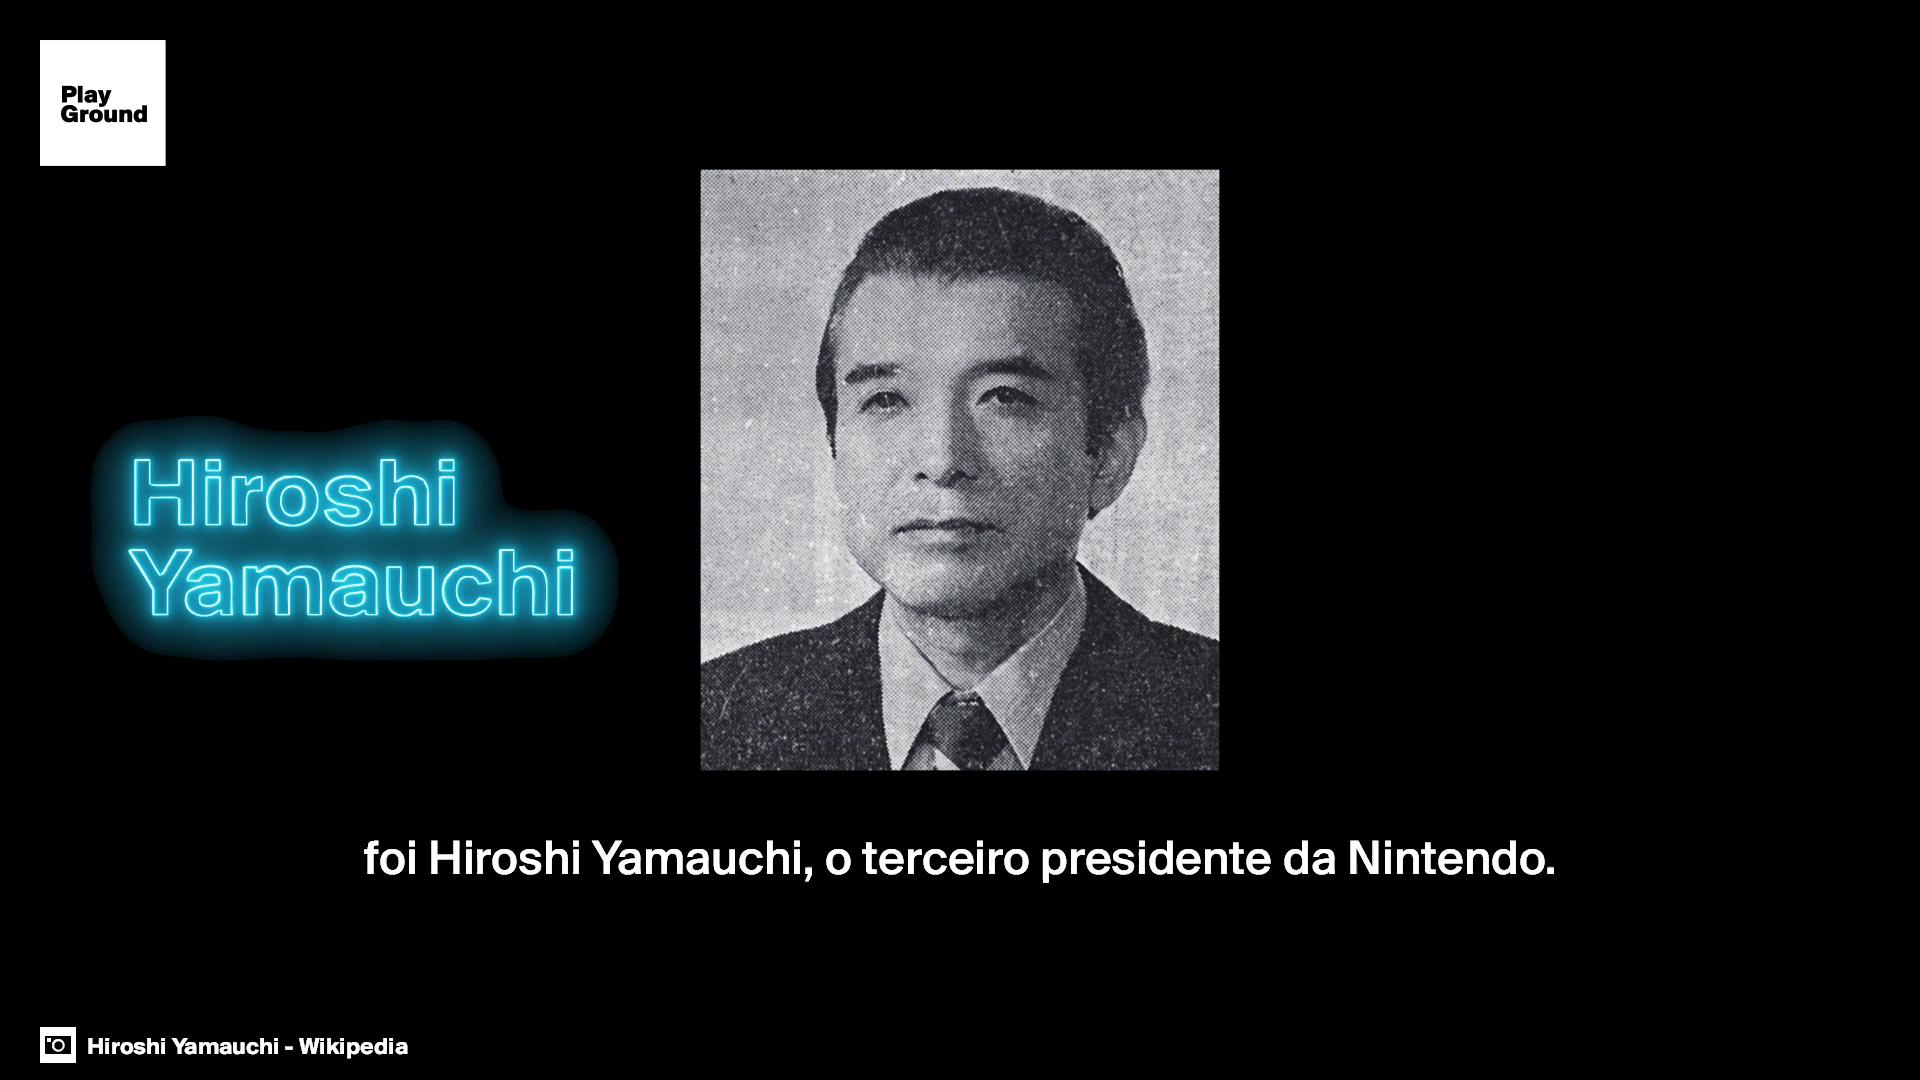 Play
Ground
Hiroshi
Yamauchi
foi Hiroshi Yamauchi, o terceiro presidente da Nintendo.
Hiroshi Yamauchi - Wikipedia